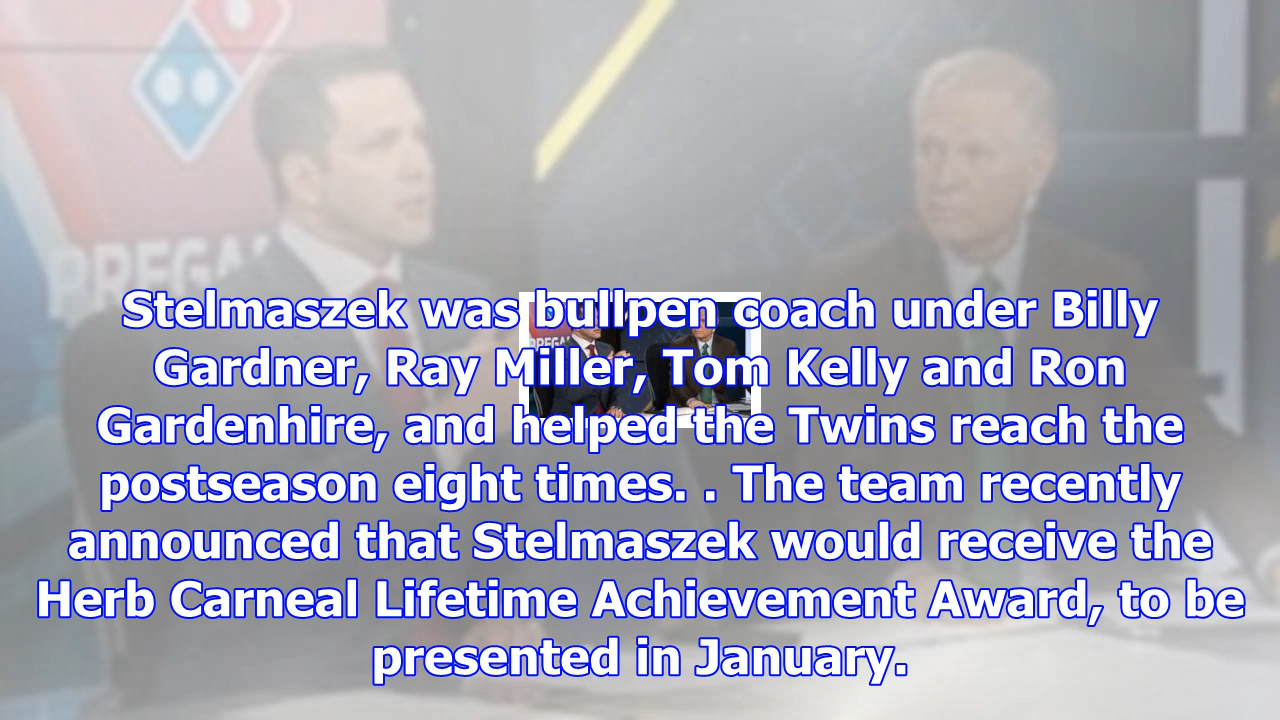 PREGA
Stelmaszek was bullpen coach under Billy
Gardner, Ray Miller, Tom Kelly and Ron
Gardenhire, and helped the Twins reach the
postseason eight times. . The team recently
announced that Stelmaszek would receive the
Herb Carneal Lifetime Achievement Award, to be
presented in January.